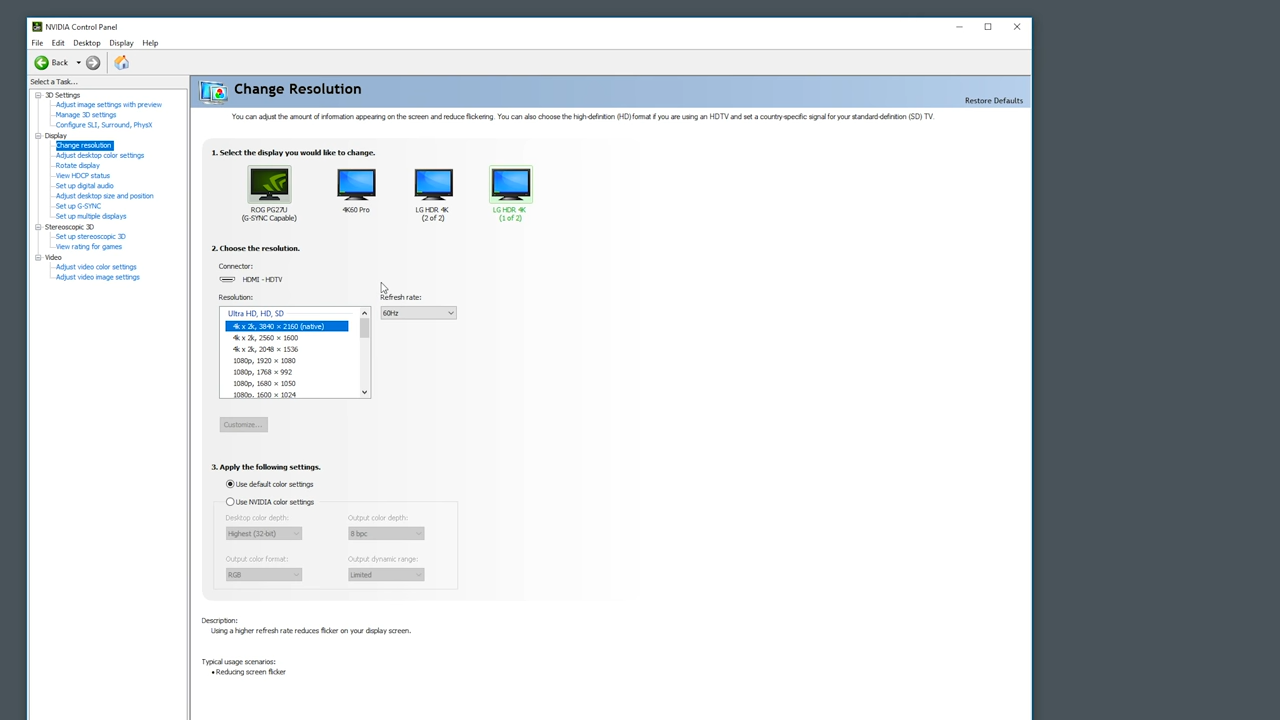 NVIDIA Control Panel
File Edit Desktop Display Help
Back
Select a Task...
3D Settings
Adjust image settings with preview
Manage 3D settings
Configure SLI, Surround, PhysX
Display
Change resolution
Adjust desktop color settings
Rotate display
View HDCP status
Set up digital audio
Adjust desktop size and position
Set up G-SYNC
Set up multiple displays
Stereoscopic 3D
Set up stereoscopic 3D
View rating for games
Video
Adjust video color settings
Adjust video image settings
Change Resolution
Restore Defaults
You can adjust the amount of information appearing on the screen and reduce flickering. You can also choose the high-definition (HD) format if you are using an HDTV and set a country-specific signal for your standard-definition (SD) TV.
1. Select the display you would like to change.
ROG PG27U
(G-SYNC Capable)
4K60 Pro
LG HDR 4K
(2 of 2)
LG HDR 4K
(1 of 2)
2. Choose the resolution.
Connector:
HDMI - HDTV
Resolution:
Ultra HD, HD, SD
4k x 2k, 3840 × 2160 (native)
4k x 2k, 2560 × 1600
4k x 2k, 2048 × 1536
1080p, 1920 × 1080
1080p, 1768 × 992
1080p, 1680 × 1050
1080p, 1600 × 1024
Refresh rate:
60Hz
Customize...
3. Apply the following settings.
Use default color settings
Use NVIDIA color settings
Desktop color depth: Output color depth:
Highest (32-bit) 8 bpc
Output color format: Output dynamic range:
RGB Limited
Description:
Using a higher refresh rate reduces flicker on your display screen.
Typical usage scenarios:
• Reducing screen flicker